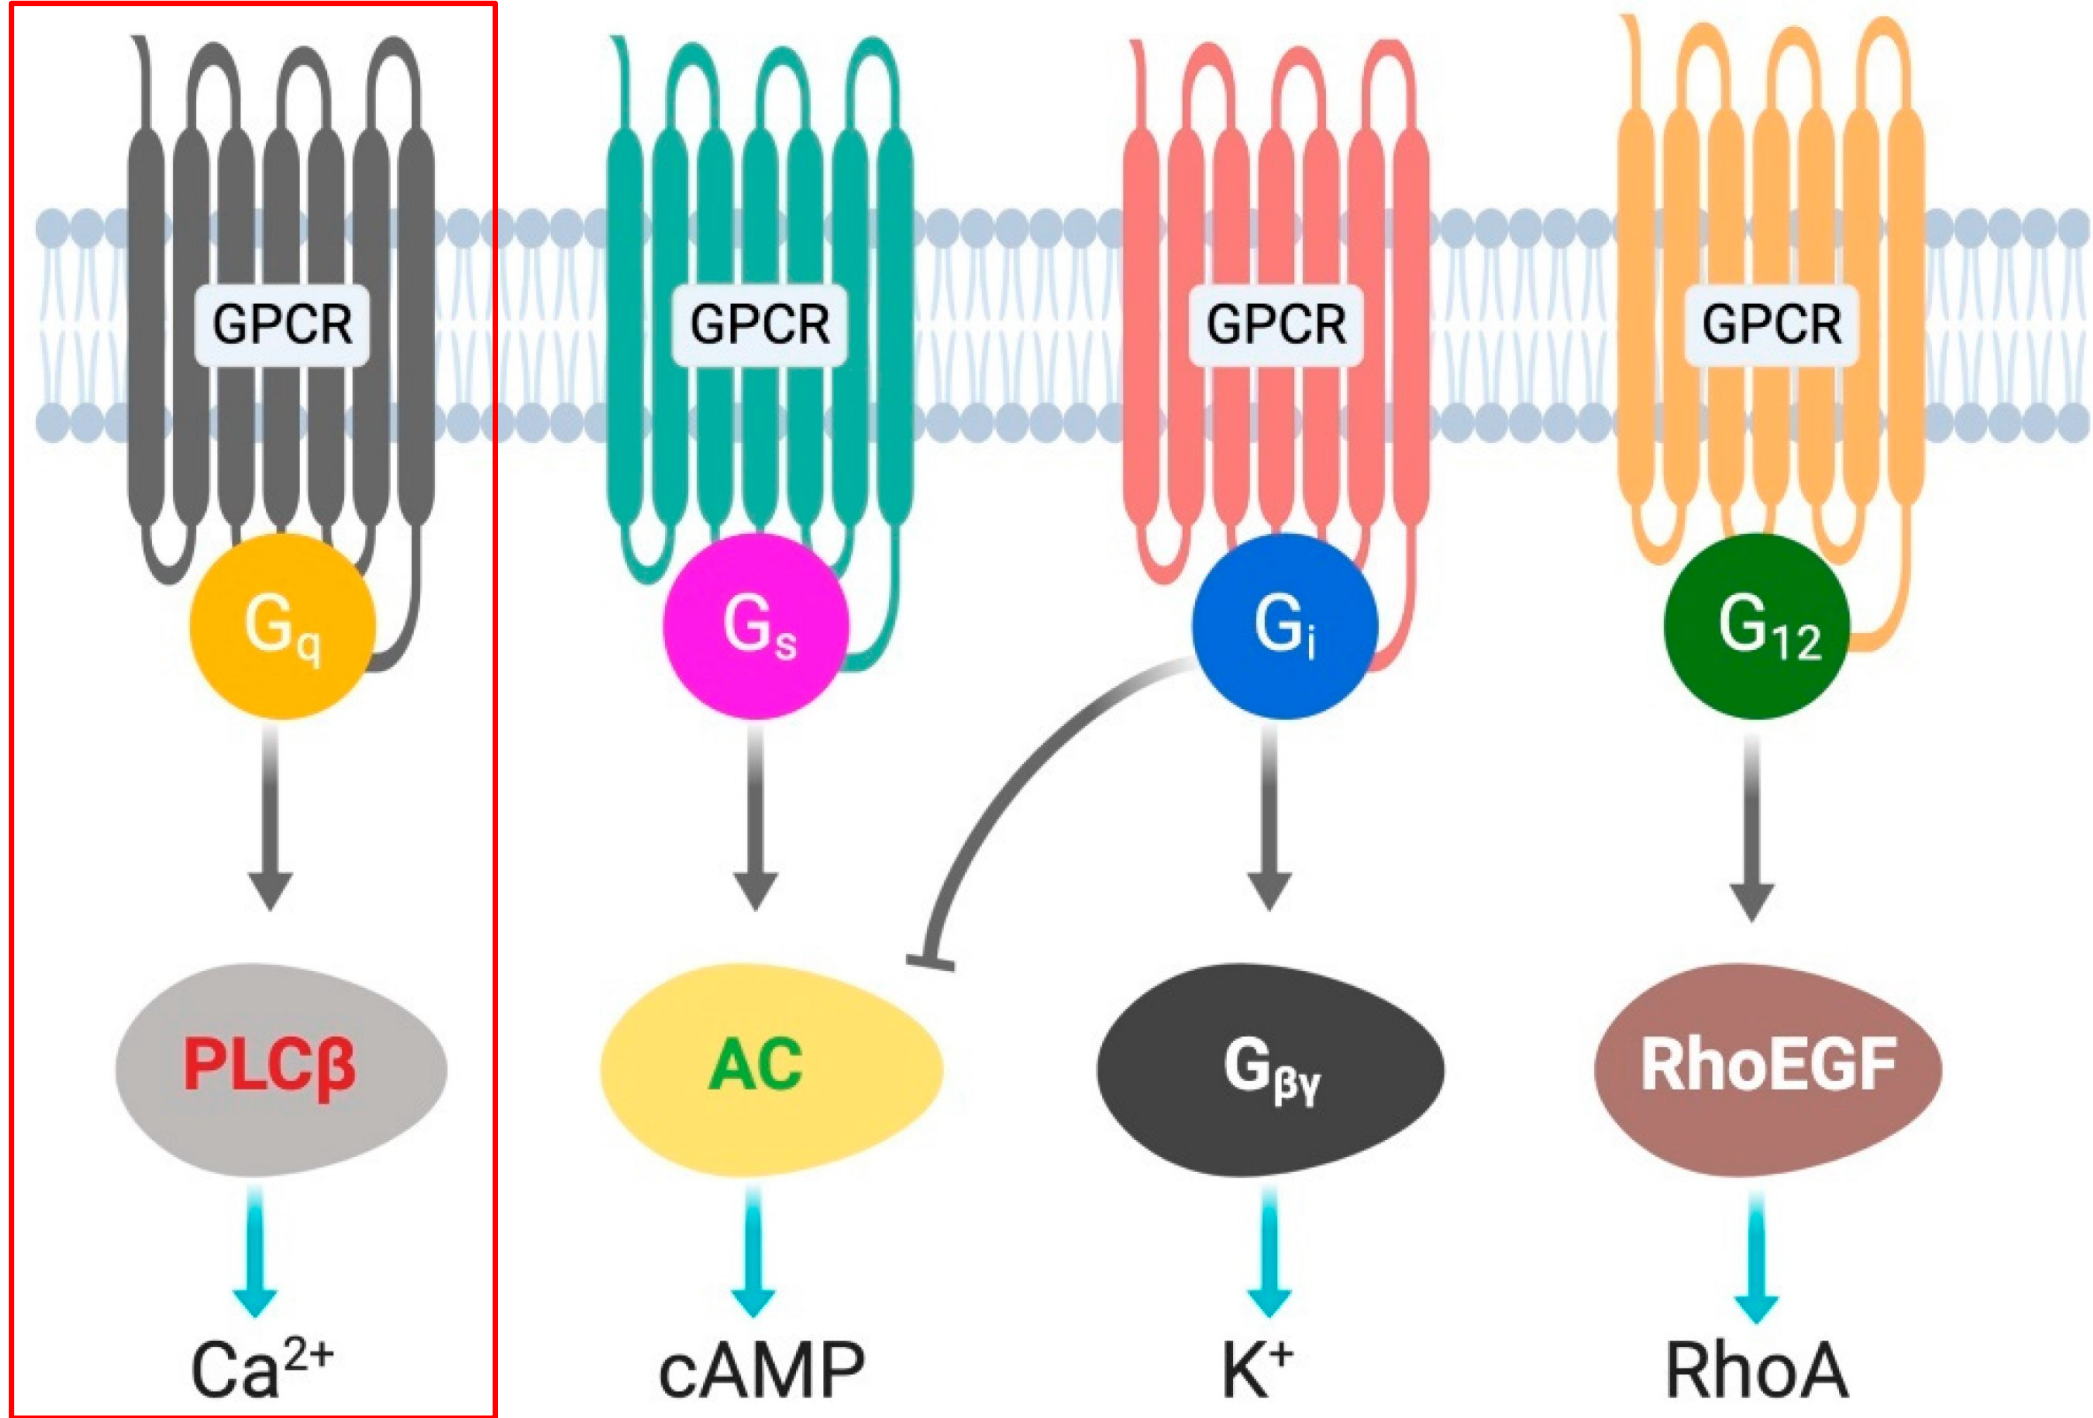 GPCR GPCR GPCR GPCR
Gq Gs Gi G12
PLCβ AC Gβγ RhoEGF
Ca²⁺ cAMP K⁺ RhoA